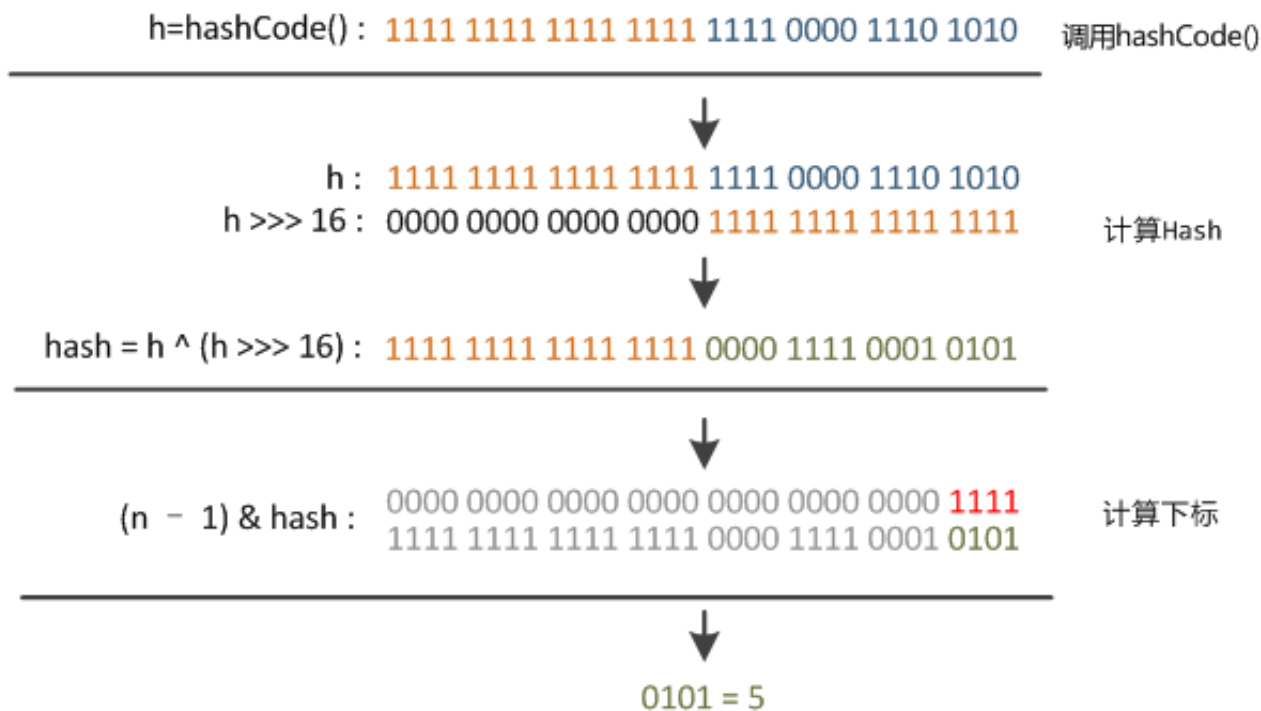 h=hashCode() : 1111 1111 1111 1111 1111 0000 1110 1010 调用hashCode()
h : 1111 1111 1111 1111 1111 0000 1110 1010
h >>> 16 : 0000 0000 0000 0000 1111 1111 1111 1111
计算Hash
hash = h ^ (h >>> 16) : 1111 1111 1111 1111 0000 1111 0001 0101
(n - 1) & hash :
0000 0000 0000 0000 0000 0000 0000 1111
1111 1111 1111 1111 0000 1111 0001 0101
计算下标
0101 = 5